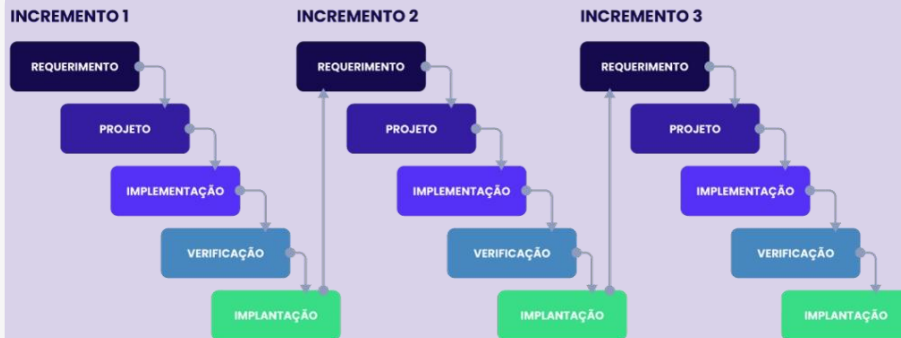 INCREMENTO 1
REQUERIMENTO
PROJETO
IMPLEMENTAÇÃO
VERIFICAÇÃO
IMPLANTAÇÃO
INCREMENTO 2
REQUERIMENTO
PROJETO
IMPLEMENTAÇÃO
VERIFICAÇÃO
IMPLANTAÇÃO
INCREMENTO 3
REQUERIMENTO
PROJETO
IMPLEMENTAÇÃO
VERIFICAÇÃO
IMPLANTAÇÃO